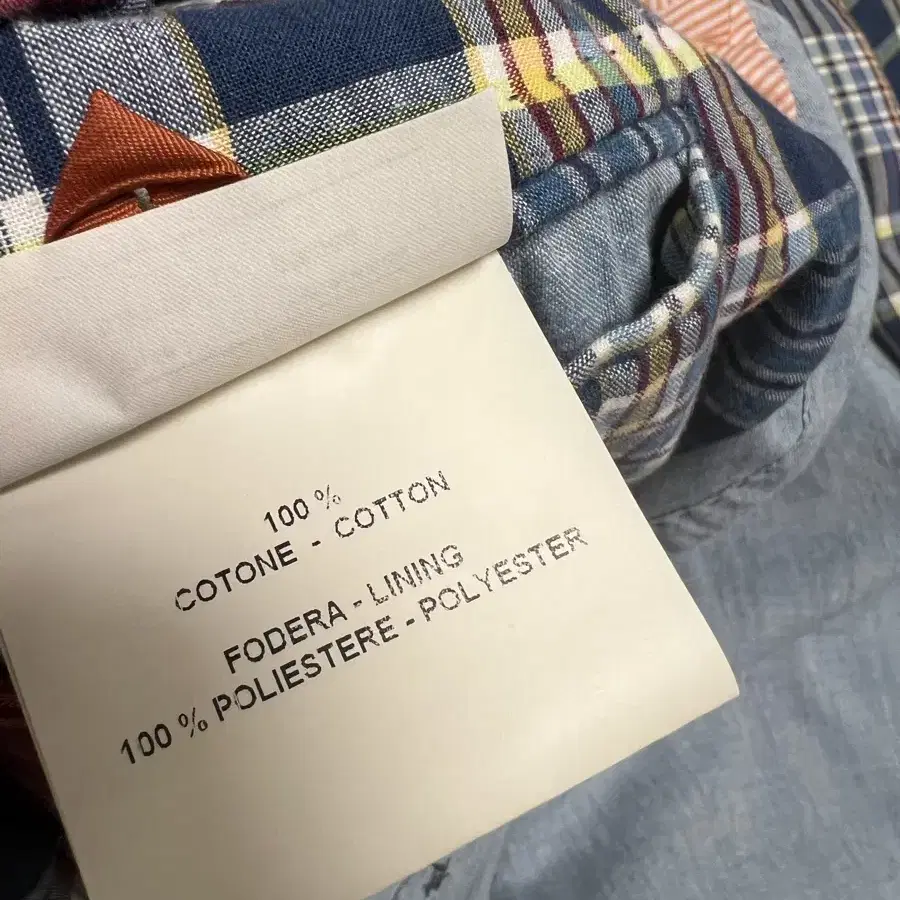 100 %
COTONE - COTTON
FODERA - LINING
100 % POLIESTERE - POLYESTER